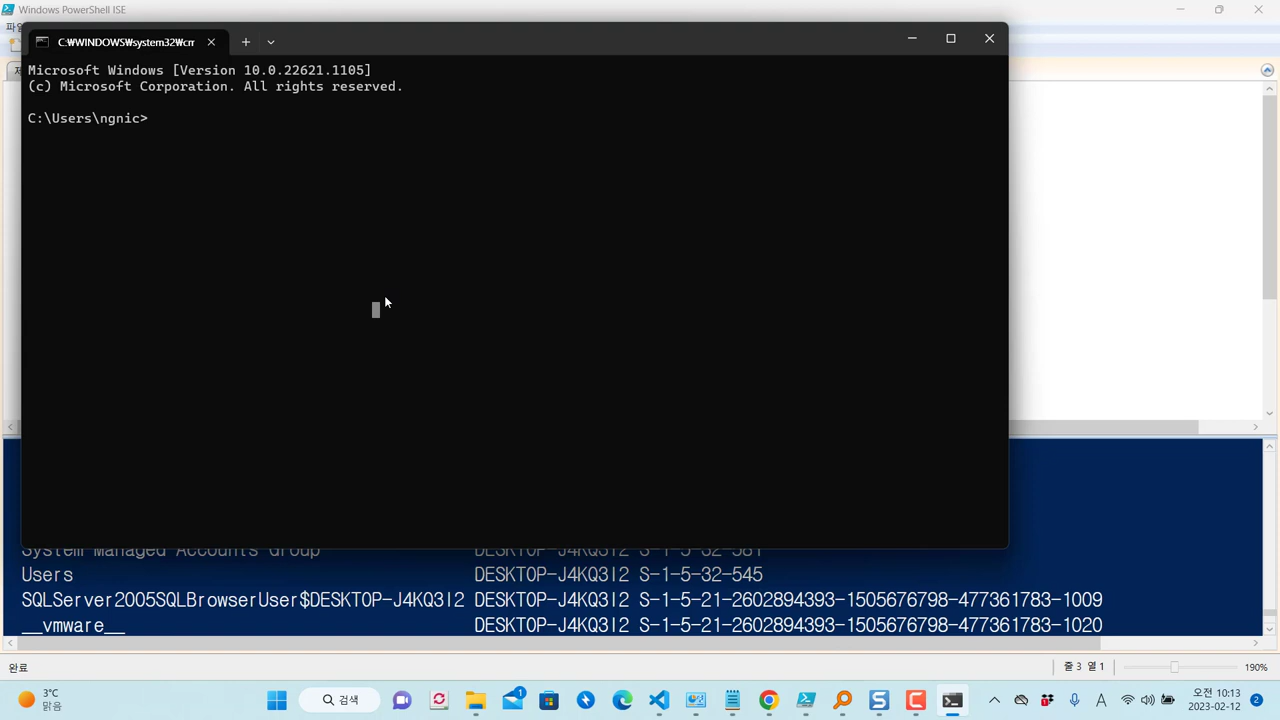 Windows PowerShell ISE
C:₩WINDOWS₩system32₩cm
Microsoft Windows [Version 10.0.22621.1105]
(c) Microsoft Corporation. All rights reserved.
C:\Users\ngnic>
System Managed Accounts Group DESKTOP-J4KQ3I2 S-1-5-32-581
Users DESKTOP-J4KQ3I2 S-1-5-32-545
SQLServer2005SQLBrowserUser$DESKTOP-J4KQ3I2 DESKTOP-J4KQ3I2 S-1-5-21-2602894393-1505676798-477361783-1009
__vmware__ DESKTOP-J4KQ3I2 S-1-5-21-2602894393-1505676798-477361783-1020
완료 줄 3 열 1 190%
3°C
맑음
검색
1
A
오전 10:13
2023-02-12
2